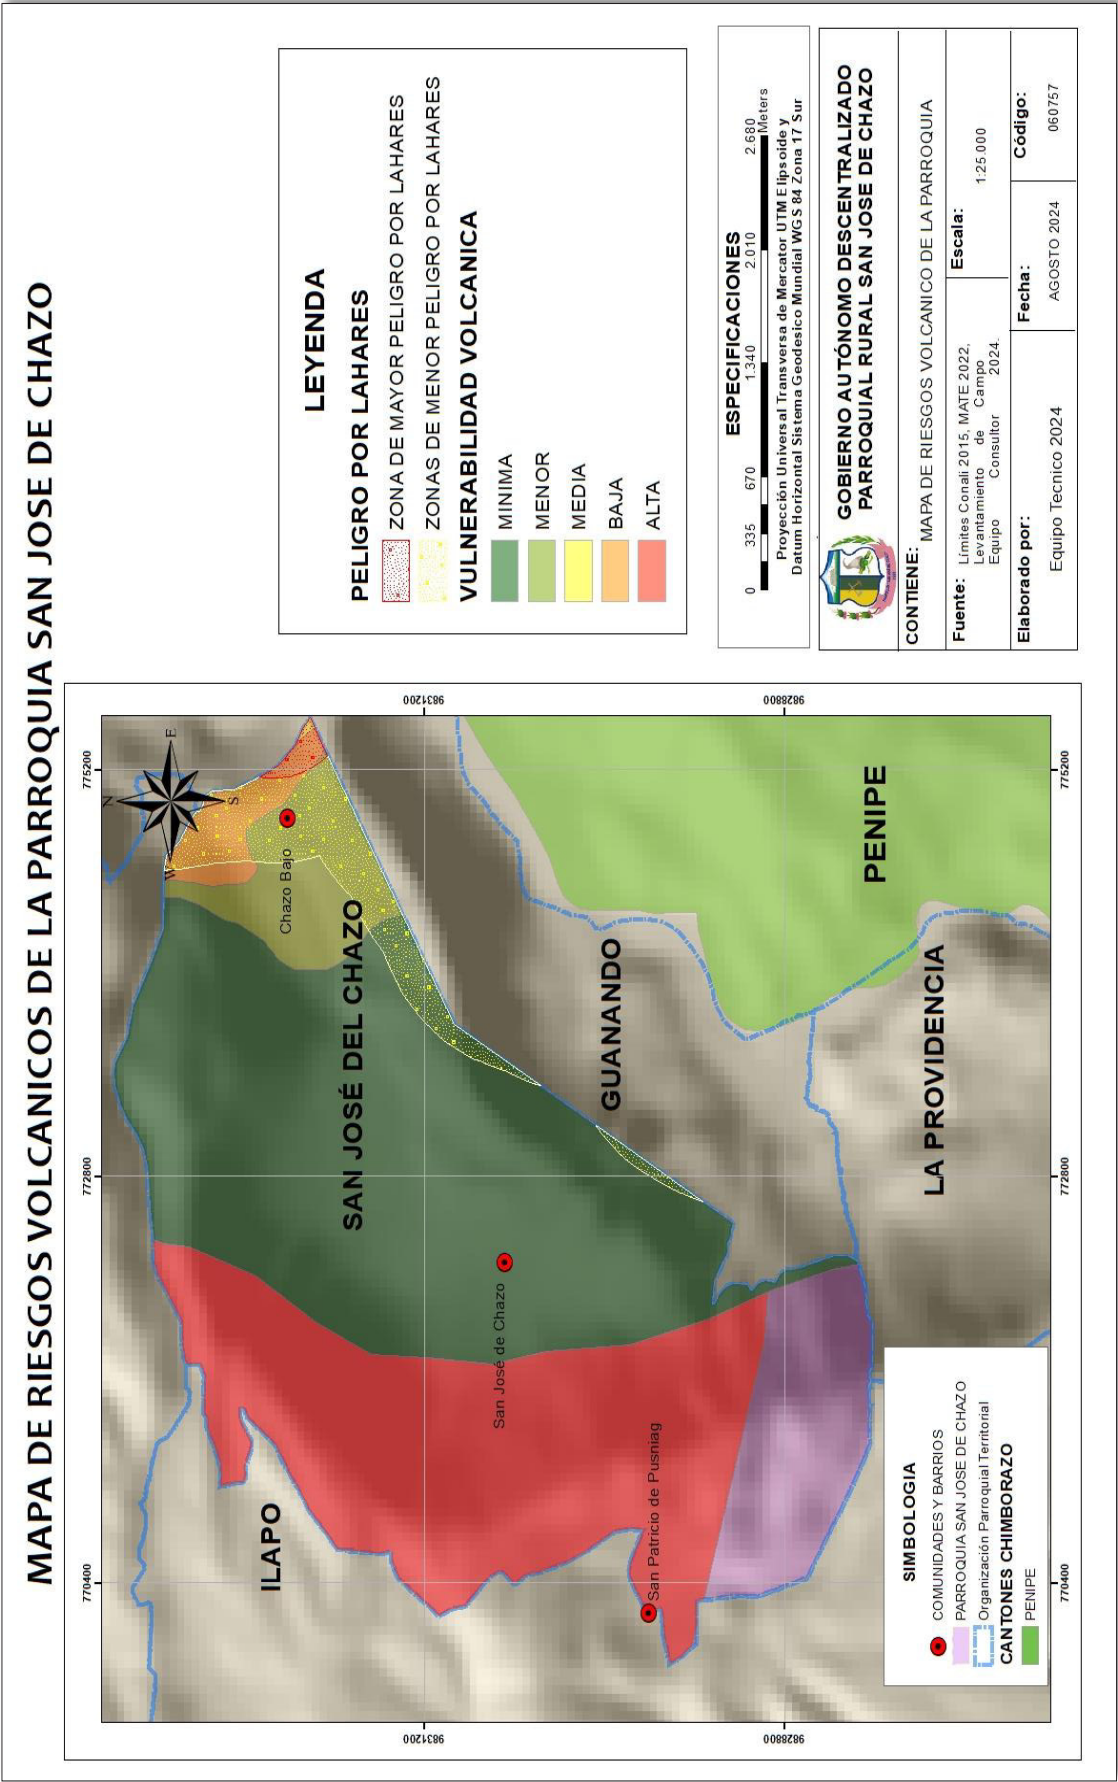 MAPA DE RIESGOS VOLCANICOS DE LA PARROQUIA SAN JOSE DE CHAZO
770400
772800
775200
9831200
9828800
N
E
S
W
Chazo Bajo
SAN JOSÉ DEL CHAZO
ILAPO
San José de Chazo
San Patricio de Pusniag
GUANANDO
PENIPE
LA PROVIDENCIA
9831200
9828800
770400
772800
775200
SIMBOLOGIA
COMUNIDADES Y BARRIOS
PARROQUIA SAN JOSE DE CHAZO
Organización Parroquial Territorial
CANTONES CHIMBORAZO
PENIPE
LEYENDA
PELIGRO POR LAHARES
ZONA DE MAYOR PELIGRO POR LAHARES
ZONAS DE MENOR PELIGRO POR LAHARES
VULNERABILIDAD VOLCANICA
MINIMA
MENOR
MEDIA
BAJA
ALTA
ESPECIFICACIONES
0 335 670 1.340 2.010 2.680
Meters
Proyección Universal Transversa de Mercator UTM Elipsoide y
Datum Horizontal Sistema Geodesico Mundial WGS 84 Zona 17 Sur
GOBIERNO AUTÓNOMO DESCENTRALIZADO
PARROQUIAL RURAL SAN JOSE DE CHAZO
CONTIENE:
MAPA DE RIESGOS VOLCANICO DE LA PARROQUIA
Fuente: Límites Conali 2015, MATE 2022,
Levantamiento de Campo
Equipo Consultor 2024.
Escala:
1:25.000
Elaborado por:
Equipo Tecnico 2024
Fecha:
AGOSTO 2024
Código:
060757